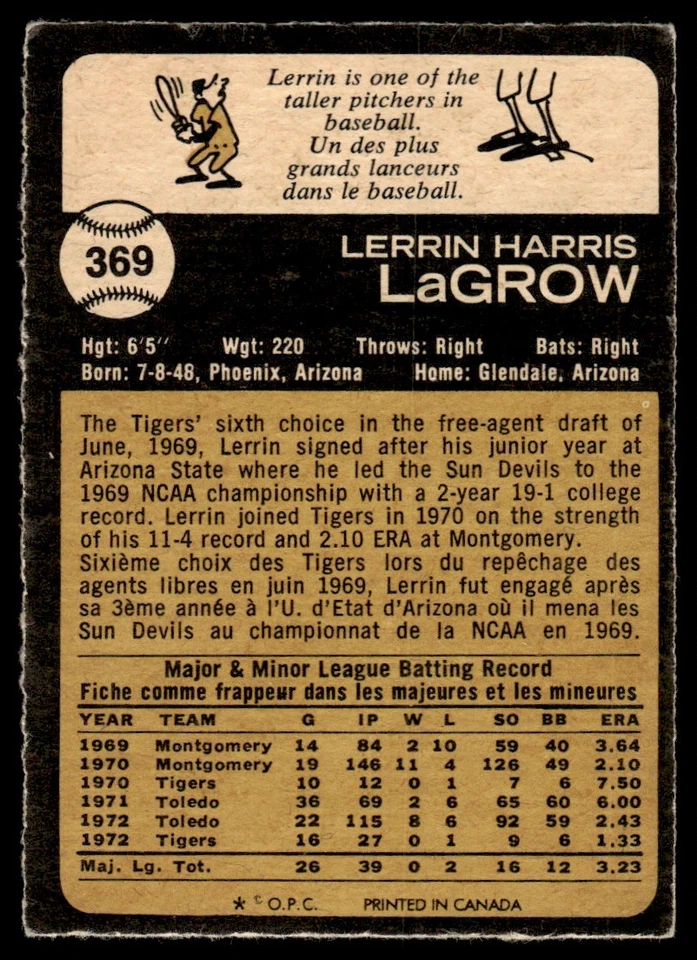 Lerrin is one of the
taller pitchers in
baseball.
Un des plus
grands lanceurs
dans le baseball.
369
LERRIN HARRIS
LaGROW
Hgt: 6'5'' Wgt: 220 Throws: Right Bats: Right
Born: 7-8-48, Phoenix, Arizona Home: Glendale, Arizona
The Tigers' sixth choice in the free-agent draft of
June, 1969, Lerrin signed after his junior year at
Arizona State where he led the Sun Devils to the
1969 NCAA championship with a 2-year 19-1 college
record. Lerrin joined Tigers in 1970 on the strength
of his 11-4 record and 2.10 ERA at Montgomery.
Sixième choix des Tigers lors du repêchage des
agents libres en juin 1969, Lerrin fut engagé après
sa 3ème année à l'U. d'Etat d'Arizona où il mena les
Sun Devils au championnat de la NCAA en 1969.
Major & Minor League Batting Record
Fiche comme frappeur dans les majeures et les mineures
YEAR TEAM G IP W L SO BB ERA
1969 Montgomery 14 84 2 10 59 40 3.64
1970 Montgomery 19 146 11 4 126 49 2.10
1970 Tigers 10 12 0 1 7 6 7.50
1971 Toledo 36 69 2 6 65 60 6.00
1972 Toledo 22 115 8 6 92 59 2.43
1972 Tigers 16 27 0 1 9 6 1.33
Maj. Lg. Tot. 26 39 0 2 16 12 3.23
* © O.P.C. PRINTED IN CANADA